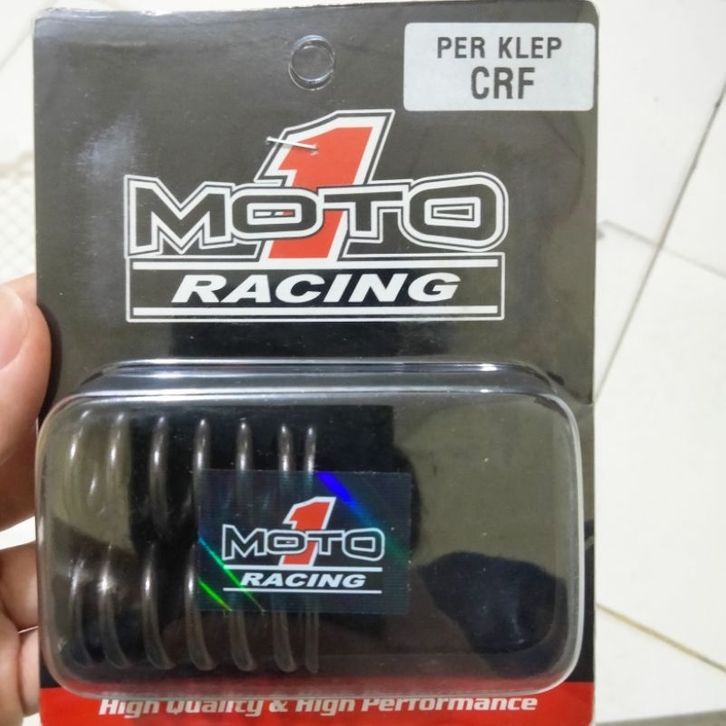 PER KLEP
CRF
1
MOTO
RACING
1
MOTO
RACING
High Quality & High Performance